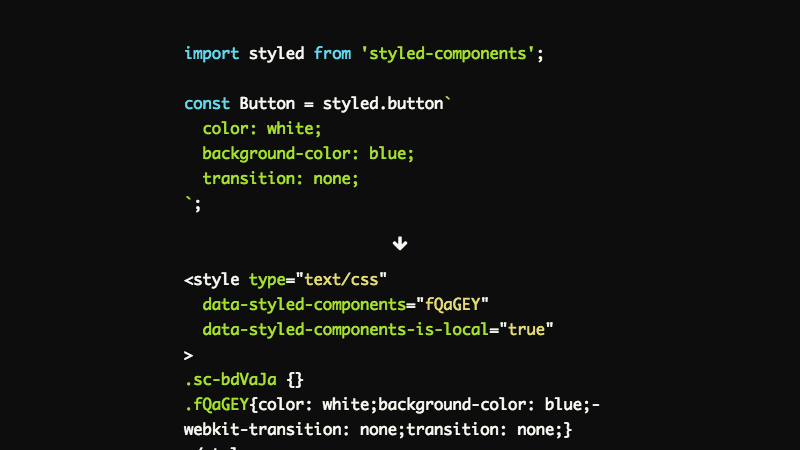 import styled from 'styled-components';
const Button = styled.button`
color: white;
background-color: blue;
transition: none;
`;
↓
<style type="text/css"
data-styled-components="fQaGEY"
data-styled-components-is-local="true"
>
.sc-bdVaJa {}
.fQaGEY{color: white;background-color: blue;-
webkit-transition: none;transition: none;}